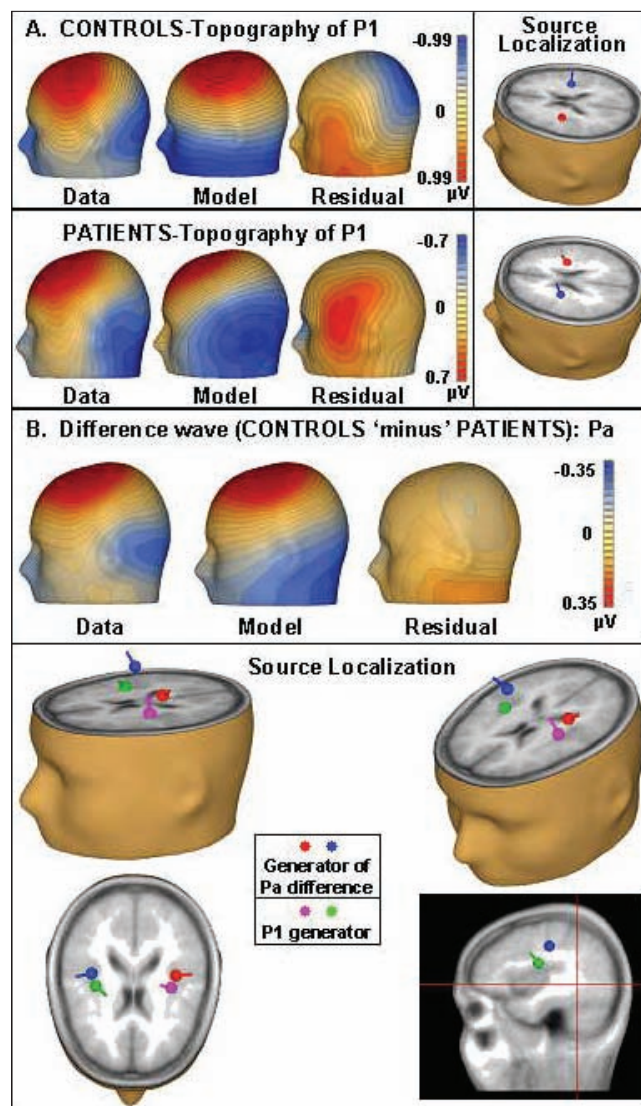 A. CONTROLS-Topography of P1
Source
Localization
-0.99
0
0.99
µV
Data Model Residual
PATIENTS-Topography of P1
-0.7
0
0.7
µV
Data Model Residual
B. Difference wave (CONTROLS 'minus' PATIENTS): Pa
-0.35
0
0.35
µV
Data Model Residual
Source Localization
Generator of
Pa difference
P1 generator